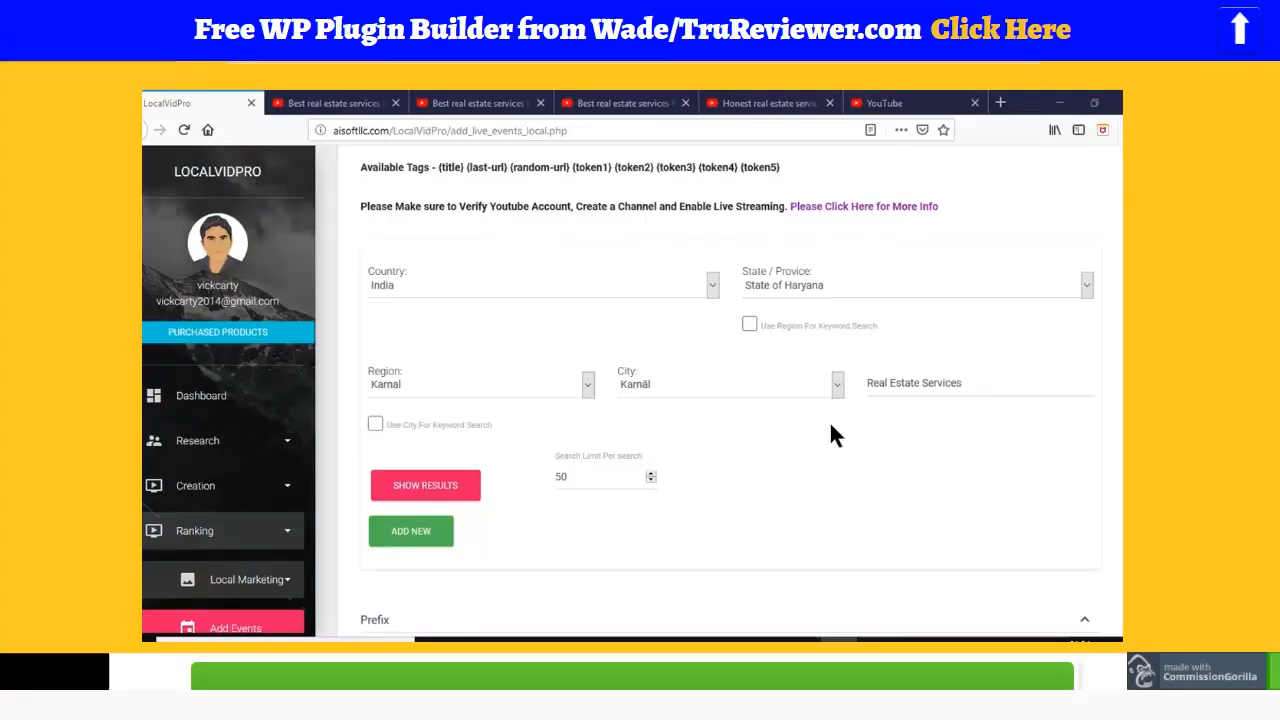 Free WP Plugin Builder from Wade/TruReviewer.com Click Here
LocalVidPro
Best real estate services
Best real estate services
Best real estate services
Honest real estate servi
YouTube
aisoftllc.com/LocalVidPro/add_live_events_local.php
LOCALVIDPRO
vickcarty
vickcarty2014@gmail.com
PURCHASED PRODUCTS
Dashboard
Research
Creation
Ranking
Local Marketing
Add Events
Available Tags - {title} {last-url} {random-url} {token1} {token2} {token3} {token4} {token5}
Please Make sure to Verify Youtube Account, Create a Channel and Enable Live Streaming. Please Click Here for More Info
Country:
India
State / Provice:
State of Haryana
Use Region For Keyword Search
Region:
Karnal
City:
Karnāl
Real Estate Services
Use City For Keyword Search
Search Limit Per search
50
SHOW RESULTS
ADD NEW
Prefix
made with
CommissionGorilla